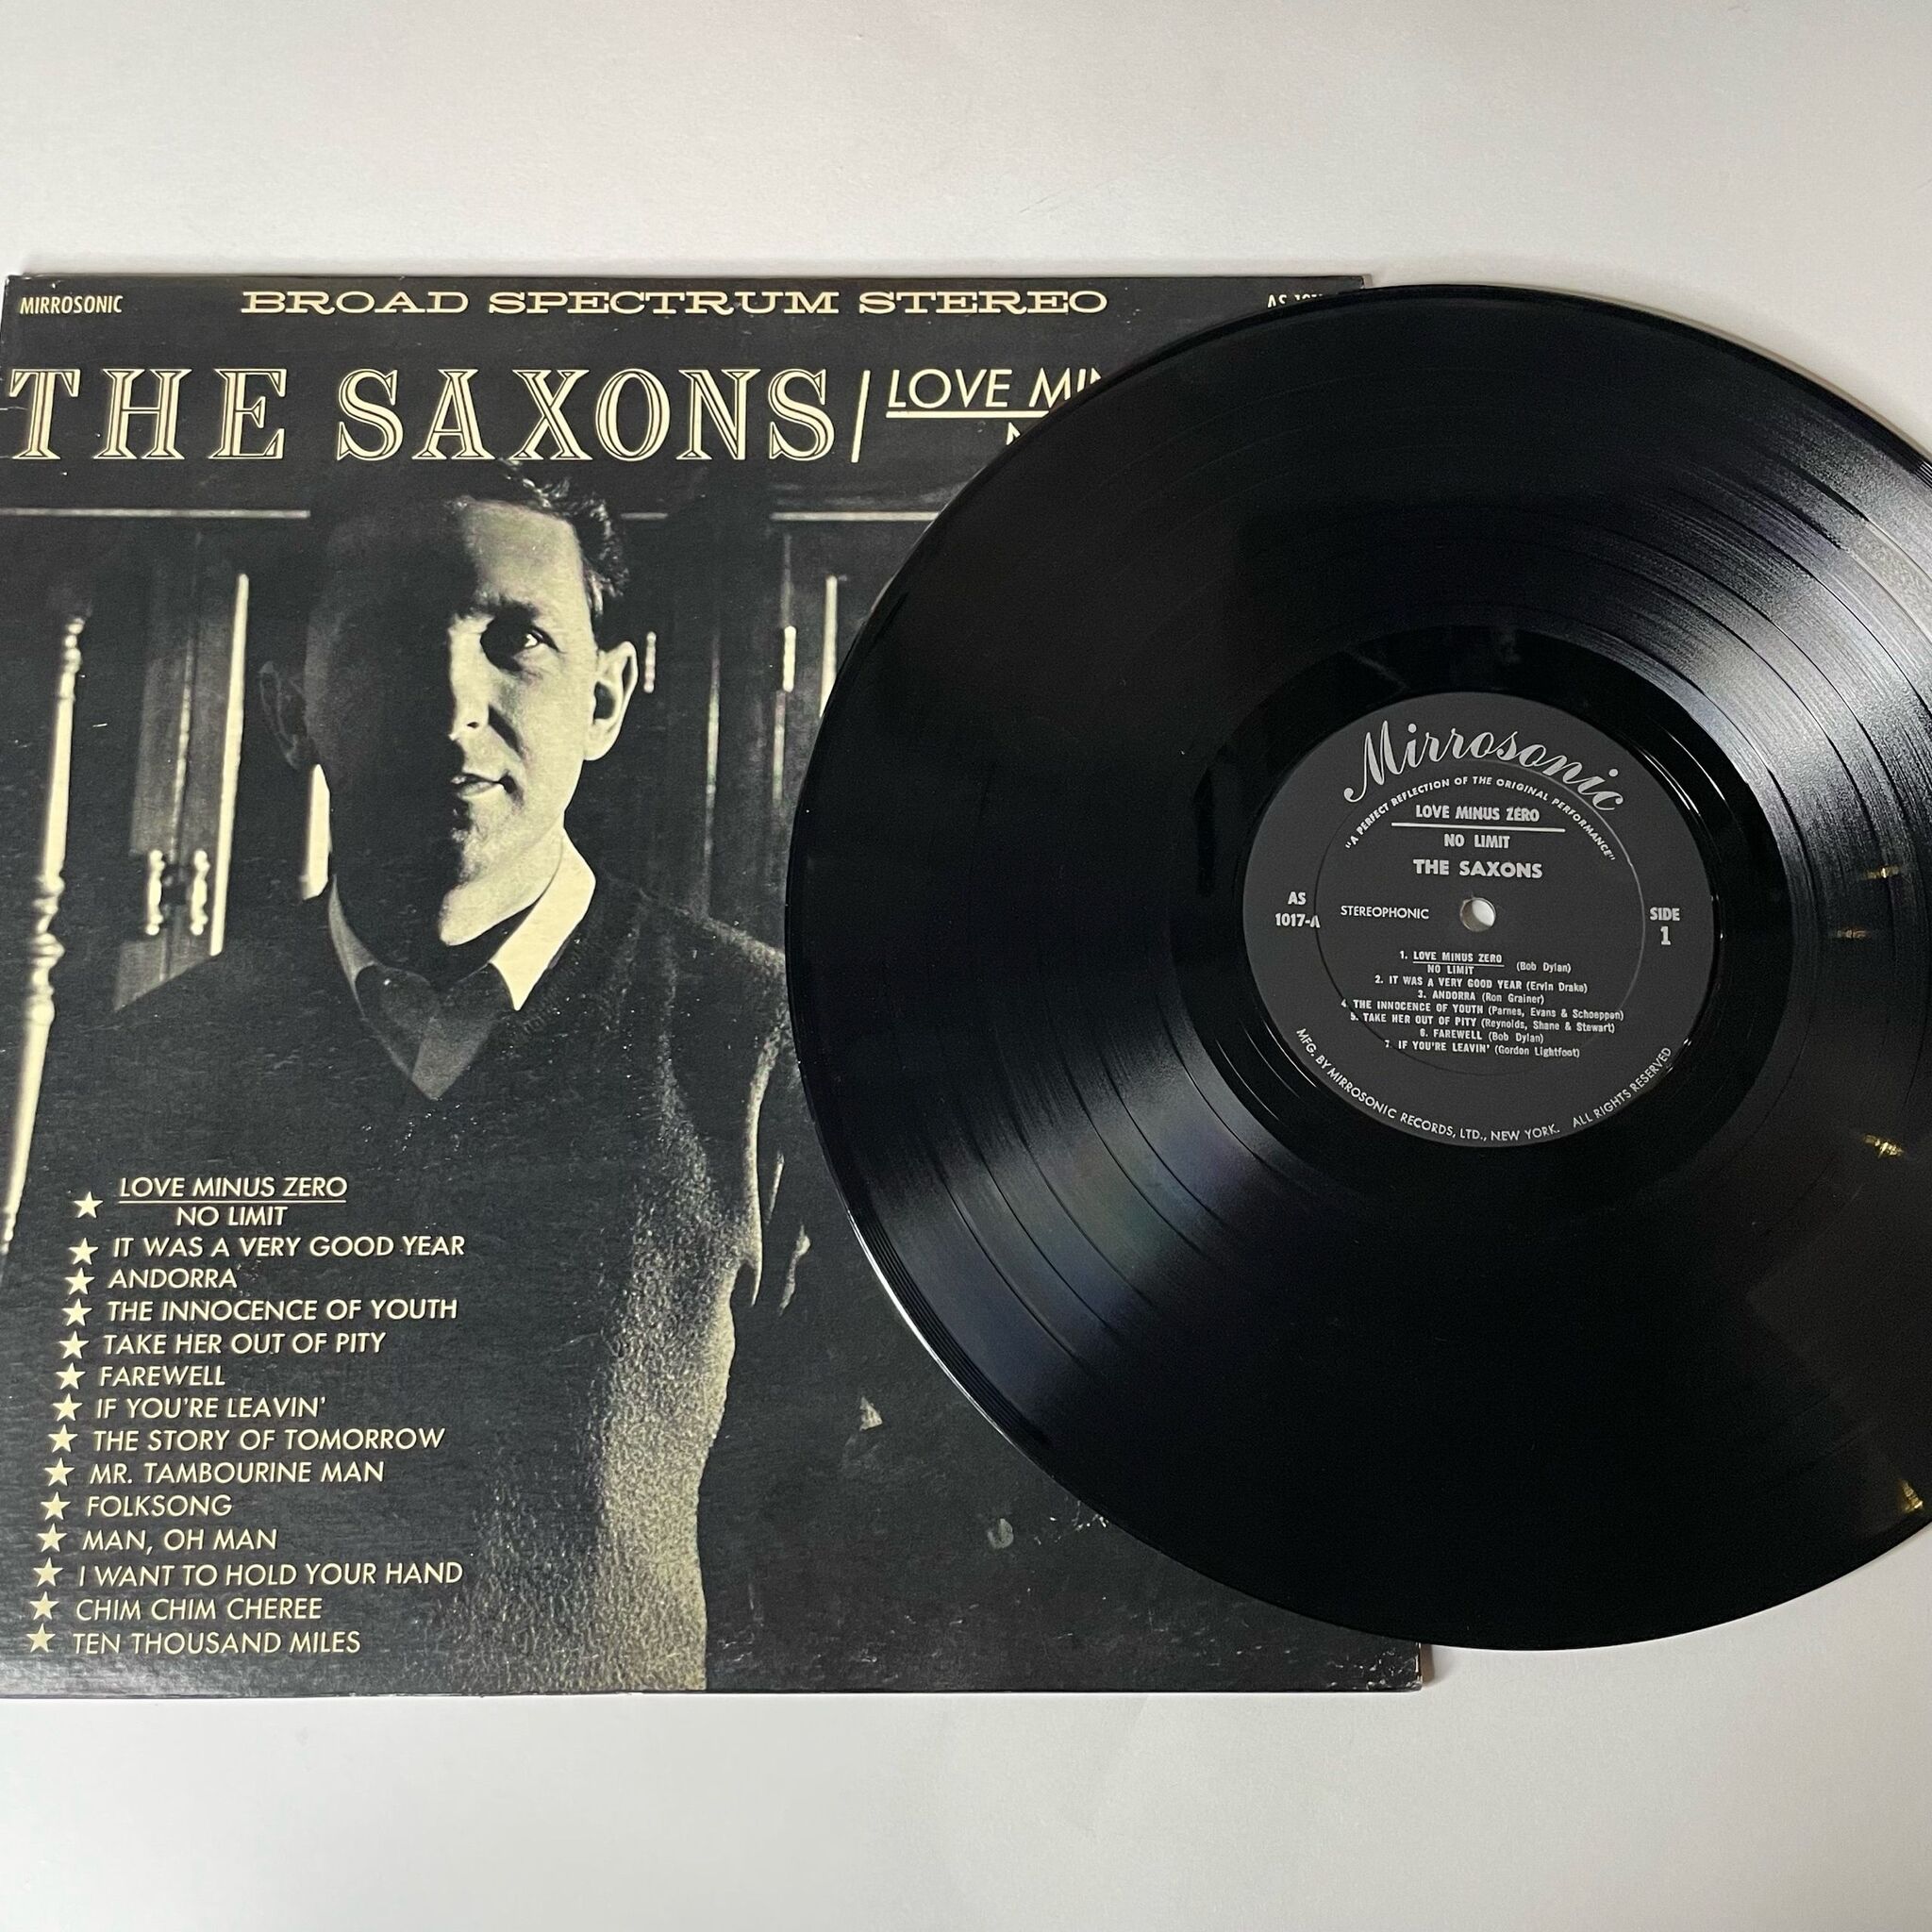 MIRROSONIC
BROAD SPECTRUM STEREO
AS
THE SAXONS/
LOVE
LOVE MINUS ZERO
NO LIMIT
IT WAS A VERY GOOD YEAR
ANDORRA
THE INNOCENCE OF YOUTH
TAKE HER OUT OF PITY
FAREWELL
IF YOU'RE LEAVIN'
THE STORY OF TOMORROW
MR. TAMBOURINE MAN
FOLKSONG
MAN, OH MAN
I WANT TO HOLD YOUR HAND
CHIM CHIM CHEREE
TEN THOUSAND MILES
Mirrosonic
"A PERFECT REFLECTION OF THE ORIGINAL PERFORMANCE"
LOVE MINUS ZERO
NO LIMIT
THE SAXONS
AS
1017-A
STEREOPHONIC
SIDE
1
1. LOVE MINUS ZERO
NO LIMIT (Bob Dylan)
2. IT WAS A VERY GOOD YEAR (Ervin Drake)
3. ANDORRA (Ron Grainer)
4. THE INNOCENCE OF YOUTH (Parnes, Evans & Schoeppen)
5. TAKE HER OUT OF PITY (Reynolds, Shane & Stewart)
6. FAREWELL (Bob Dylan)
7. IF YOU'RE LEAVIN' (Gordon Lightfoot)
MFG. BY MIRROSONIC RECORDS, LTD., NEW YORK. ALL RIGHTS RESERVED